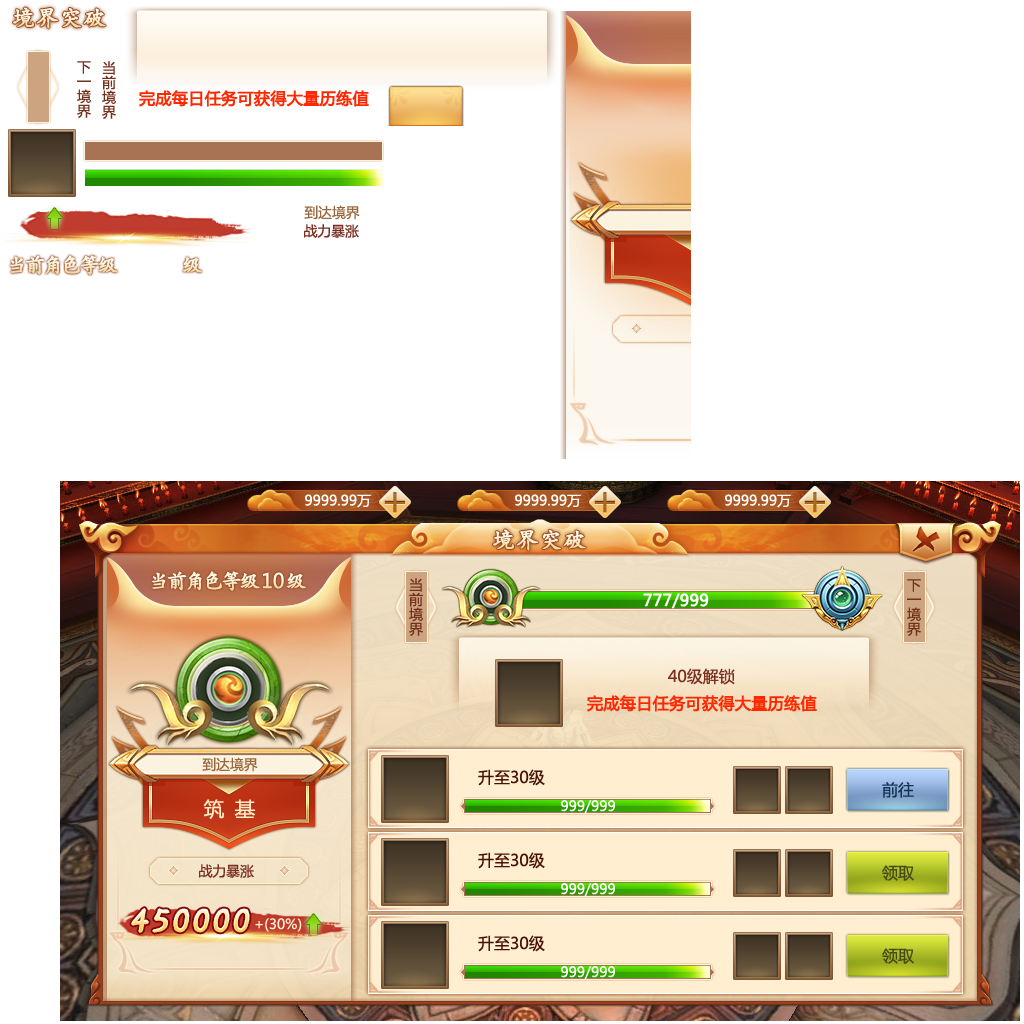 境界突破
下一境界
当前境界
完成每日任务可获得大量历练值
到达境界
战力暴涨
当前角色等级 级
9999.99万 9999.99万 9999.99万
境界突破
当前角色等级10级
到达境界
筑基
战力暴涨
450000+(30%)
当前境界
777/999
下一境界
40级解锁
完成每日任务可获得大量历练值
升至30级
999/999
前往
升至30级
999/999
领取
升至30级
999/999
领取